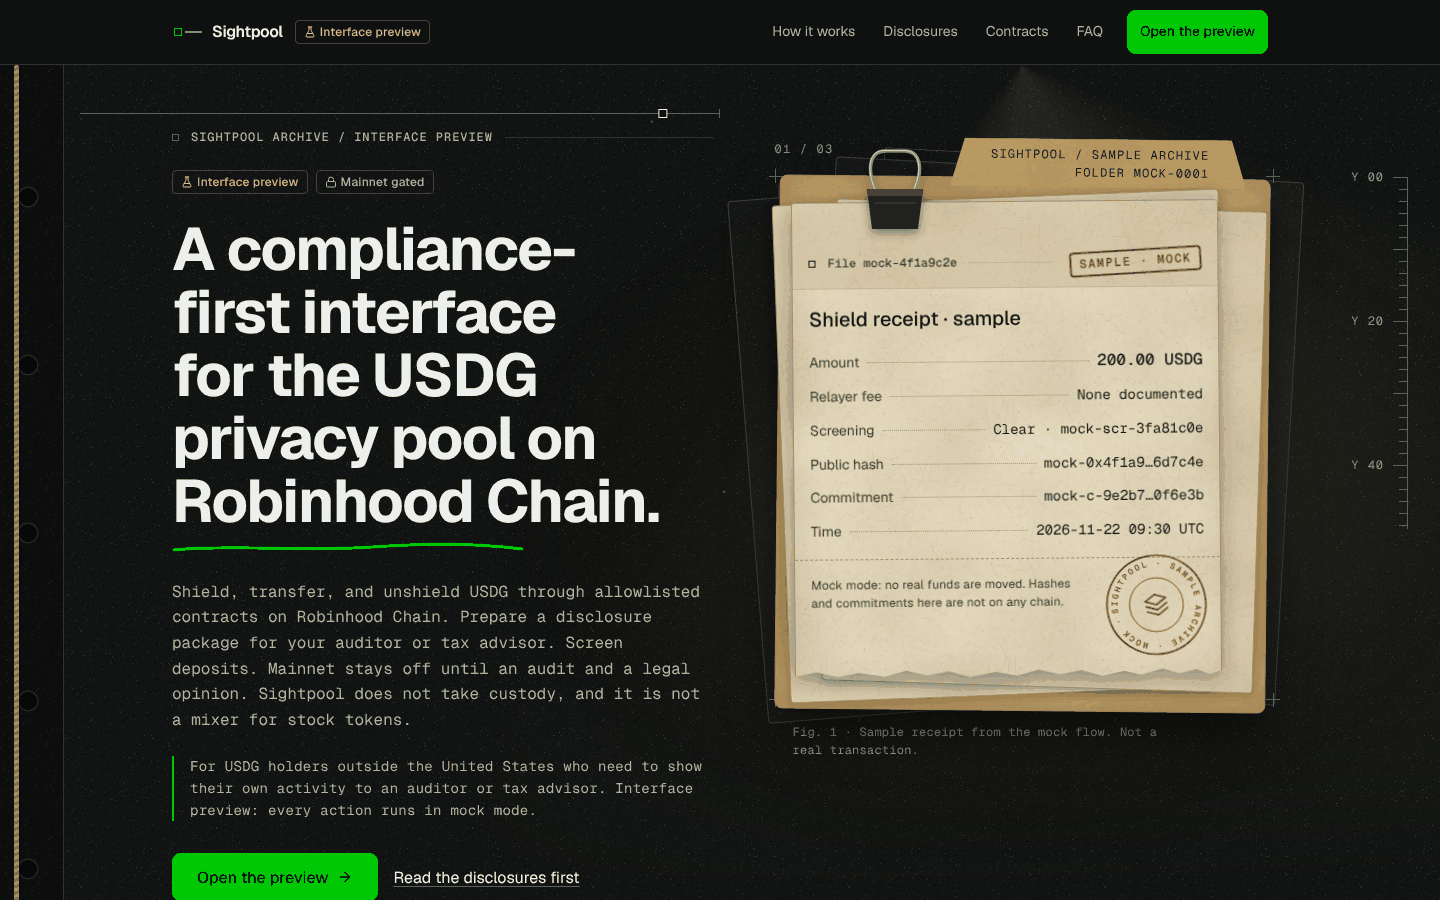 Sightpool
Interface preview
How it works
Disclosures
Contracts
FAQ
Open the preview
SIGHTPOOL ARCHIVE / INTERFACE PREVIEW
Interface preview
Mainnet gated
A compliance-
first interface
for the USDG
privacy pool on
Robinhood Chain.
Shield, transfer, and unshield USDG through allowlisted
contracts on Robinhood Chain. Prepare a disclosure
package for your auditor or tax advisor. Screen
deposits. Mainnet stays off until an audit and a legal
opinion. Sightpool does not take custody, and it is not
a mixer for stock tokens.
For USDG holders outside the United States who need to show
their own activity to an auditor or tax advisor. Interface
preview: every action runs in mock mode.
Open the preview →
Read the disclosures first
01 / 03
SIGHTPOOL / SAMPLE ARCHIVE
FOLDER MOCK-0001
File mock-4f1a9c2e
SAMPLE · MOCK
Shield receipt · sample
Amount 200.00 USDG
Relayer fee None documented
Screening Clear · mock-scr-3fa81c0e
Public hash mock-0x4f1a9…6d7c4e
Commitment mock-c-9e2b7…0f6e3b
Time 2026-11-22 09:30 UTC
Mock mode: no real funds are moved. Hashes
and commitments here are not on any chain.
SIGHTPOOL · SAMPLE ARCHIVE · MOCK ·
Fig. 1 · Sample receipt from the mock flow. Not a
real transaction.
Y 00
Y 20
Y 40